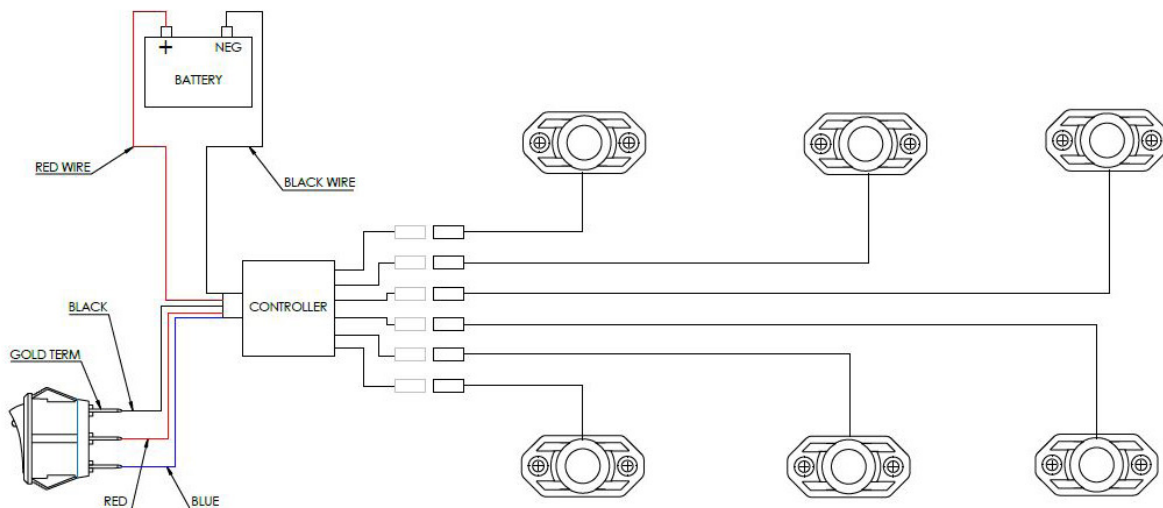 + NEG
BATTERY
RED WIRE
BLACK WIRE
CONTROLLER
BLACK
GOLD TERM
RED
BLUE